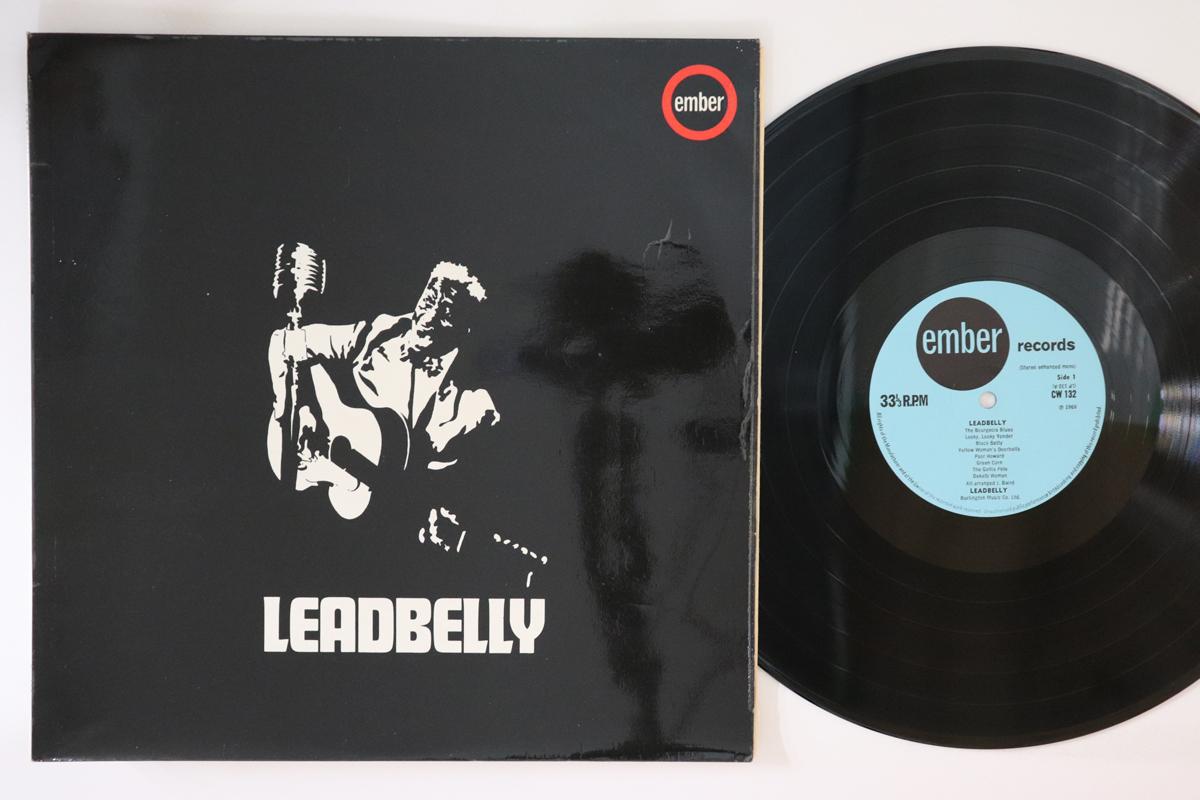 ember
LEADBELLY
ember
records
(Stereo enhanced mono)
Side 1
CW 132
℗ 1969
33⅓ R.P.M
LEADBELLY
The Bourgeois Blues
Looky, Looky Yonder
Black Betty
Yellow Woman's Doorbells
Poor Howard
Green Corn
The Gallis Pole
DeKalb Woman
All arranged J. Baird
LEADBELLY
Burlington Music Co. Ltd.